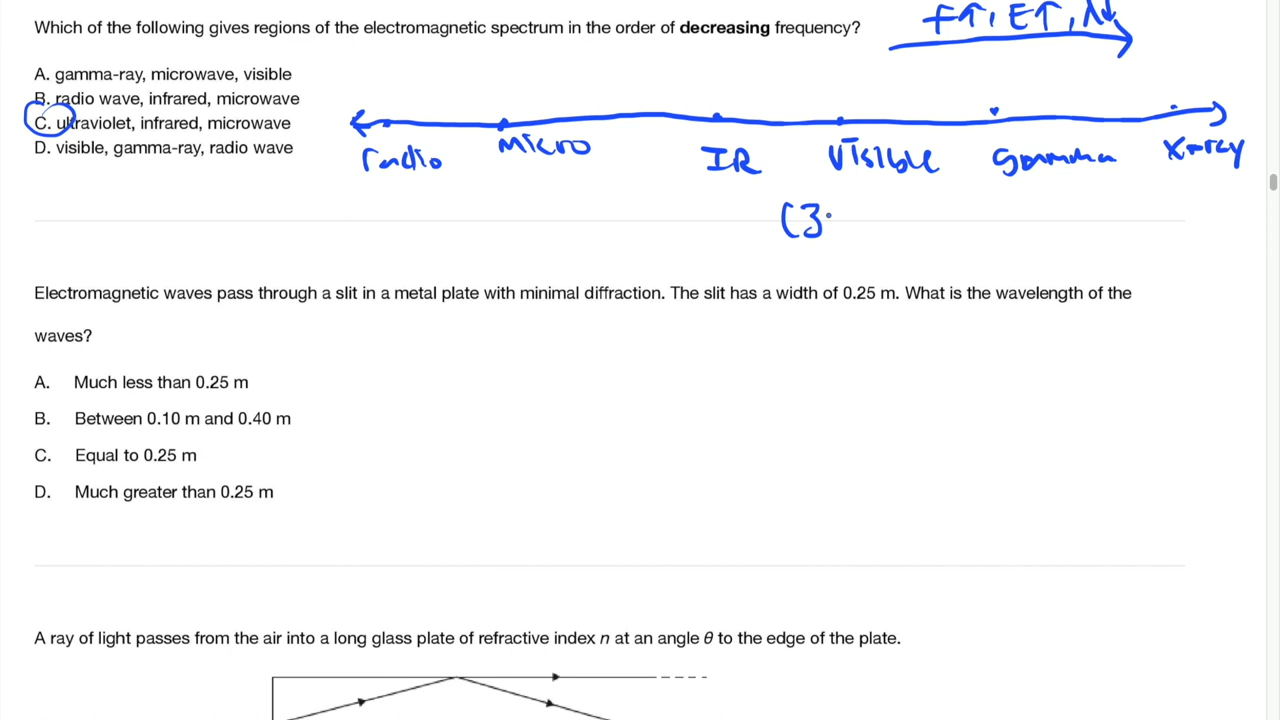 Which of the following gives regions of the electromagnetic spectrum in the order of decreasing frequency?
F↑, E↑, λ↓
A. gamma-ray, microwave, visible
B. radio wave, infrared, microwave
C. ultraviolet, infrared, microwave
D. visible, gamma-ray, radio wave
radio Micro IR Visible Gamma X-ray
(3
Electromagnetic waves pass through a slit in a metal plate with minimal diffraction. The slit has a width of 0.25 m. What is the wavelength of the
waves?
A. Much less than 0.25 m
B. Between 0.10 m and 0.40 m
C. Equal to 0.25 m
D. Much greater than 0.25 m
A ray of light passes from the air into a long glass plate of refractive index n at an angle θ to the edge of the plate.